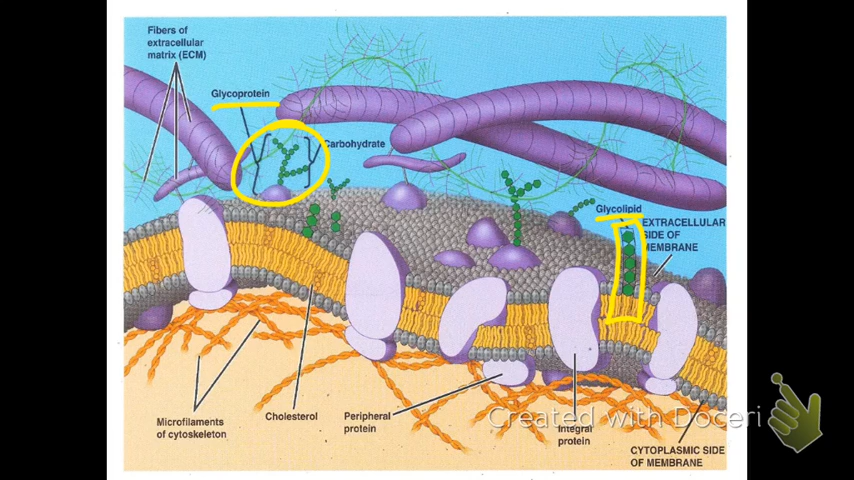 Fibers of
extracellular
matrix (ECM)
Glycoprotein
Carbohydrate
Glycolipid
EXTRACELLULAR
SIDE OF
MEMBRANE
Microfilaments
of cytoskeleton
Cholesterol
Peripheral
protein
Integral
protein
Created with Doceri
CYTOPLASMIC SIDE
OF MEMBRANE